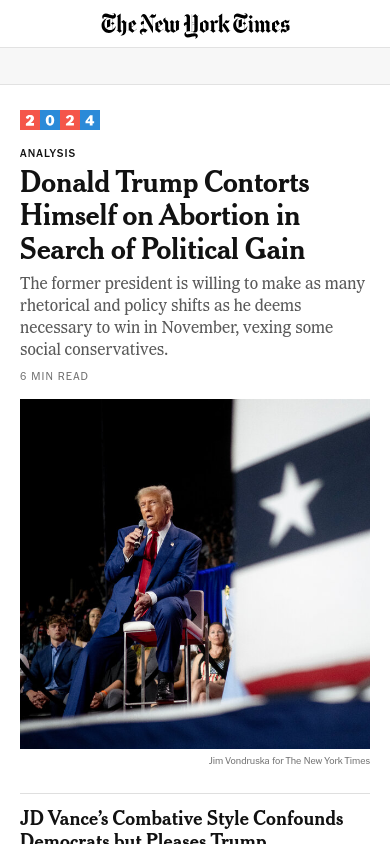 The New York Times
2024
ANALYSIS
Donald Trump Contorts
Himself on Abortion in
Search of Political Gain
The former president is willing to make as many
rhetorical and policy shifts as he deems
necessary to win in November, vexing some
social conservatives.
6 MIN READ
Jim Vondruska for The New York Times
JD Vance’s Combative Style Confounds
Democrats but Pleases Trump